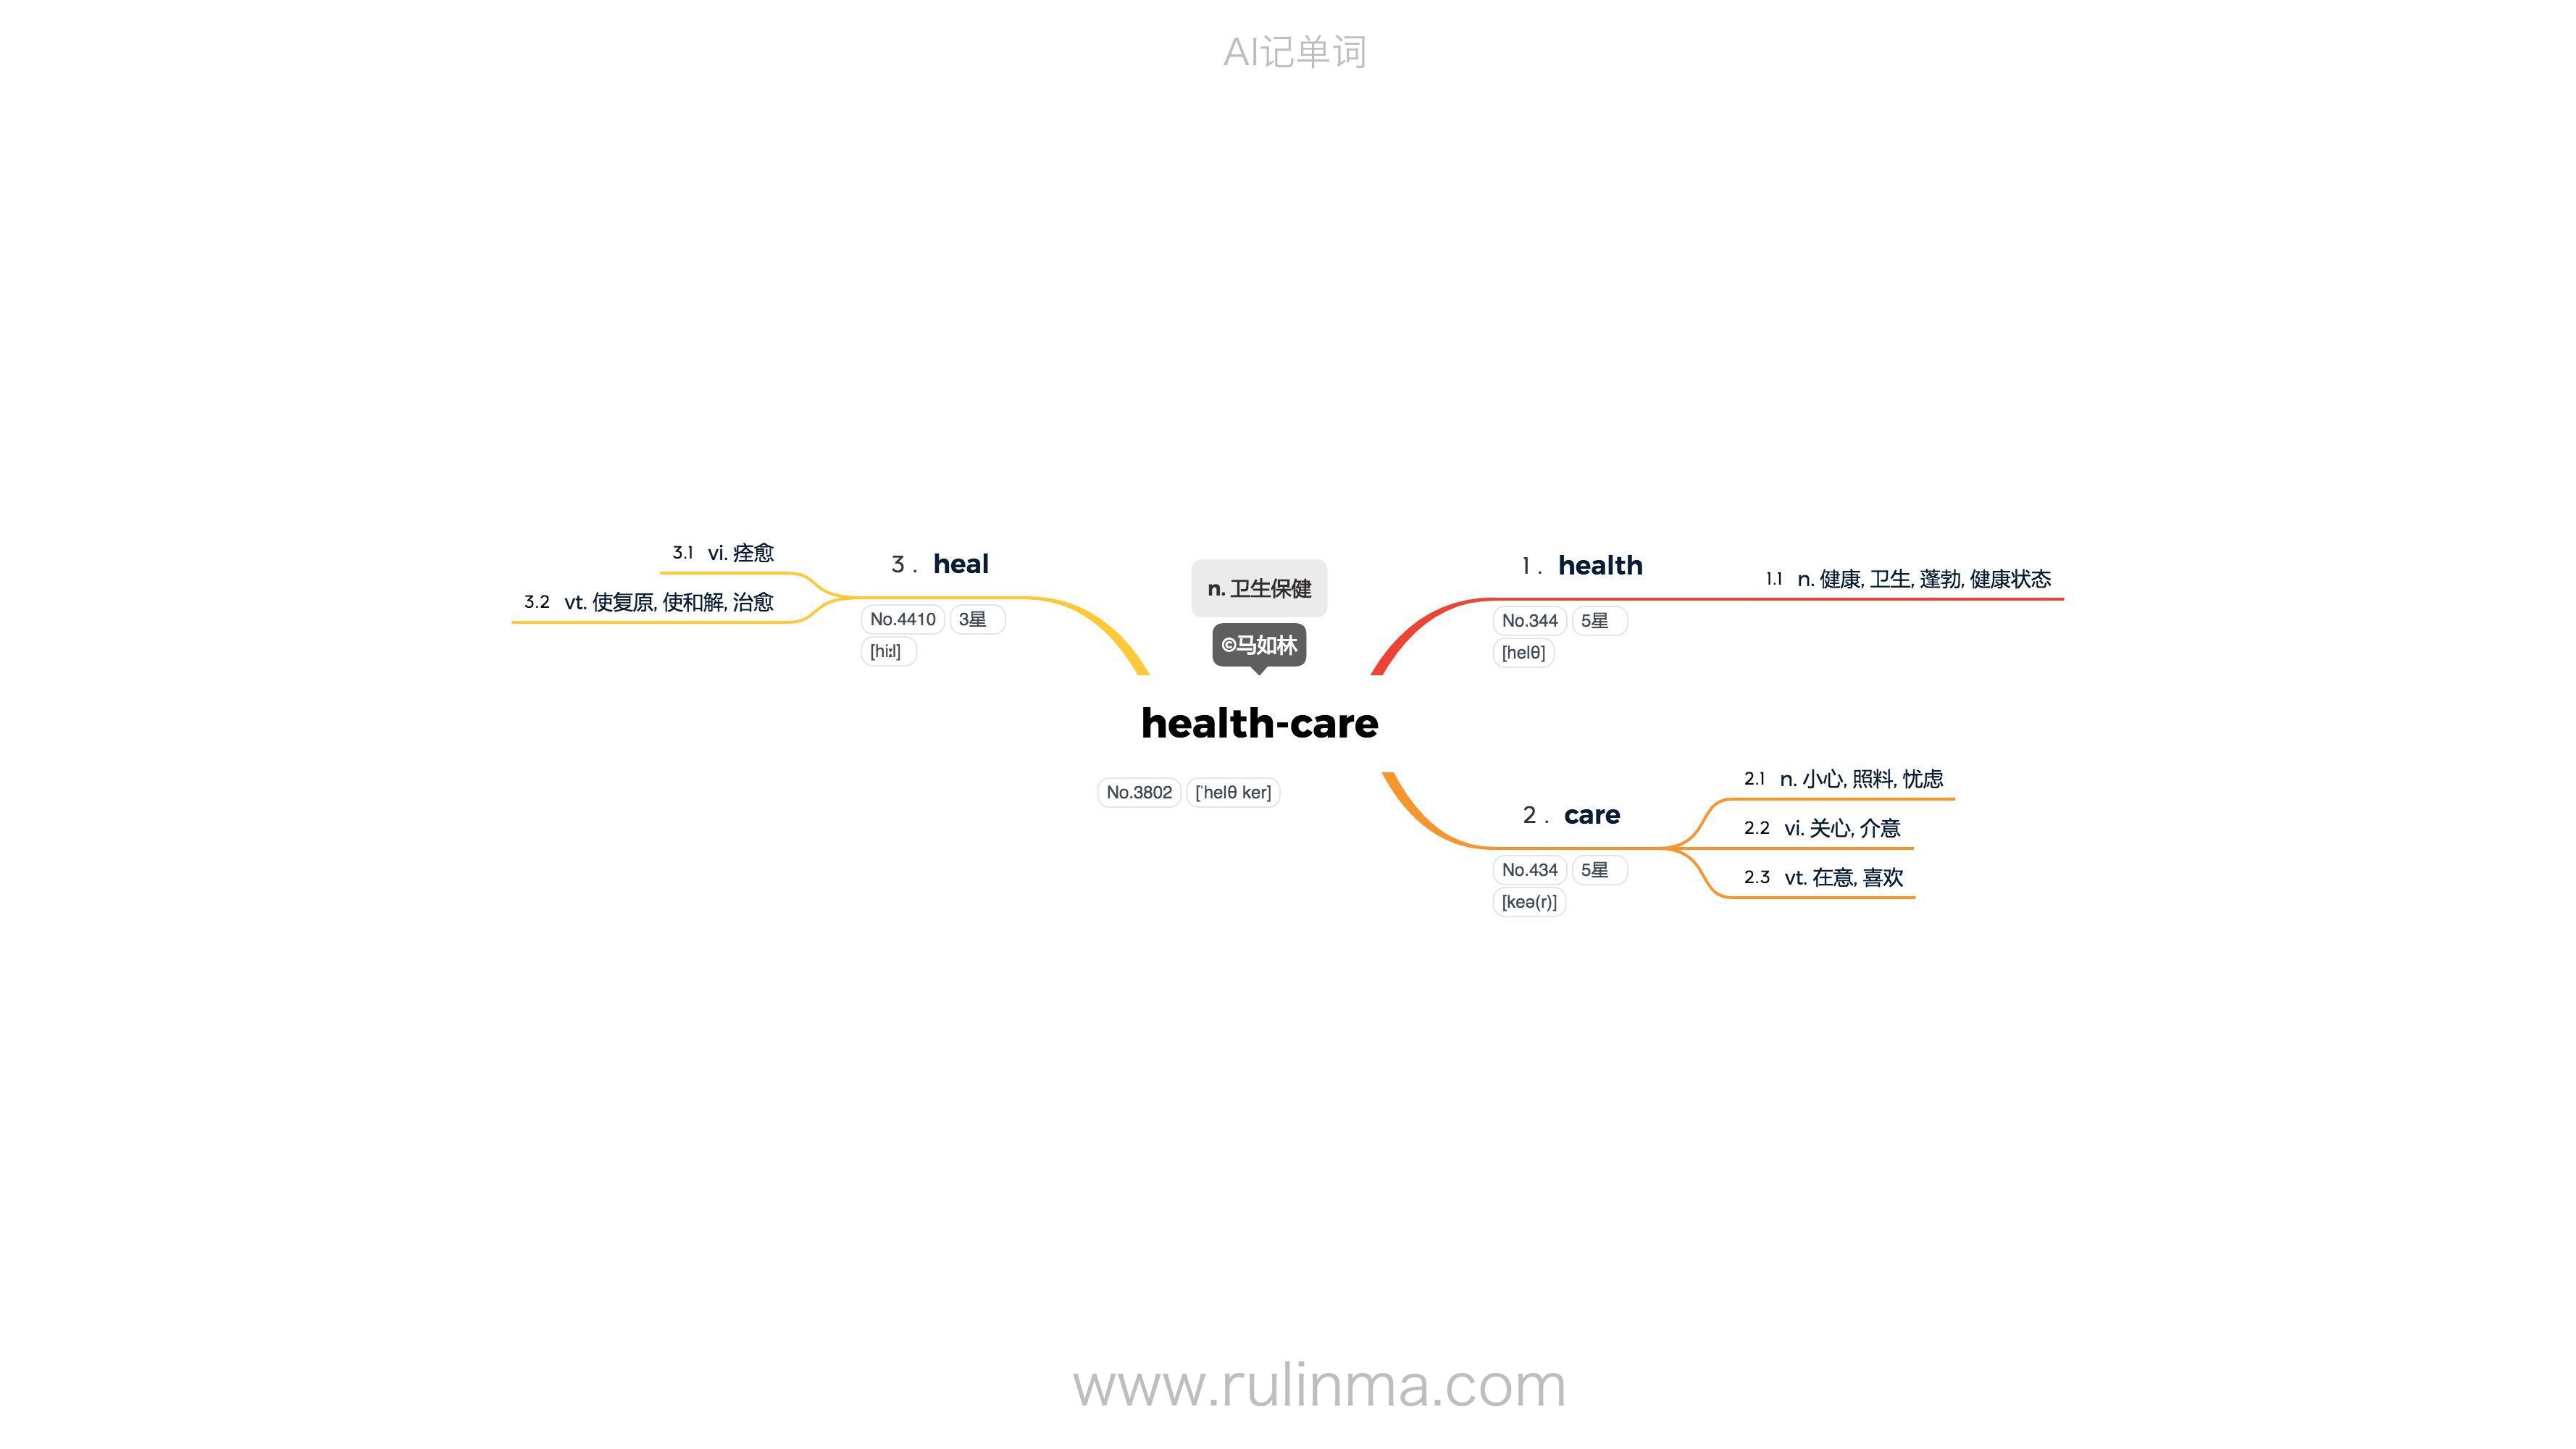 AI记单词
n. 卫生保健
©马如林
health-care
No.3802 [ˈhelθ ker]
1. health
No.344 5星
[helθ]
1.1 n. 健康, 卫生, 蓬勃, 健康状态
2. care
No.434 5星
[keə(r)]
2.1 n. 小心, 照料, 忧虑
2.2 vi. 关心, 介意
2.3 vt. 在意, 喜欢
3. heal
No.4410 3星
[hiːl]
3.1 vi. 痊愈
3.2 vt. 使复原, 使和解, 治愈
www.rulinma.com